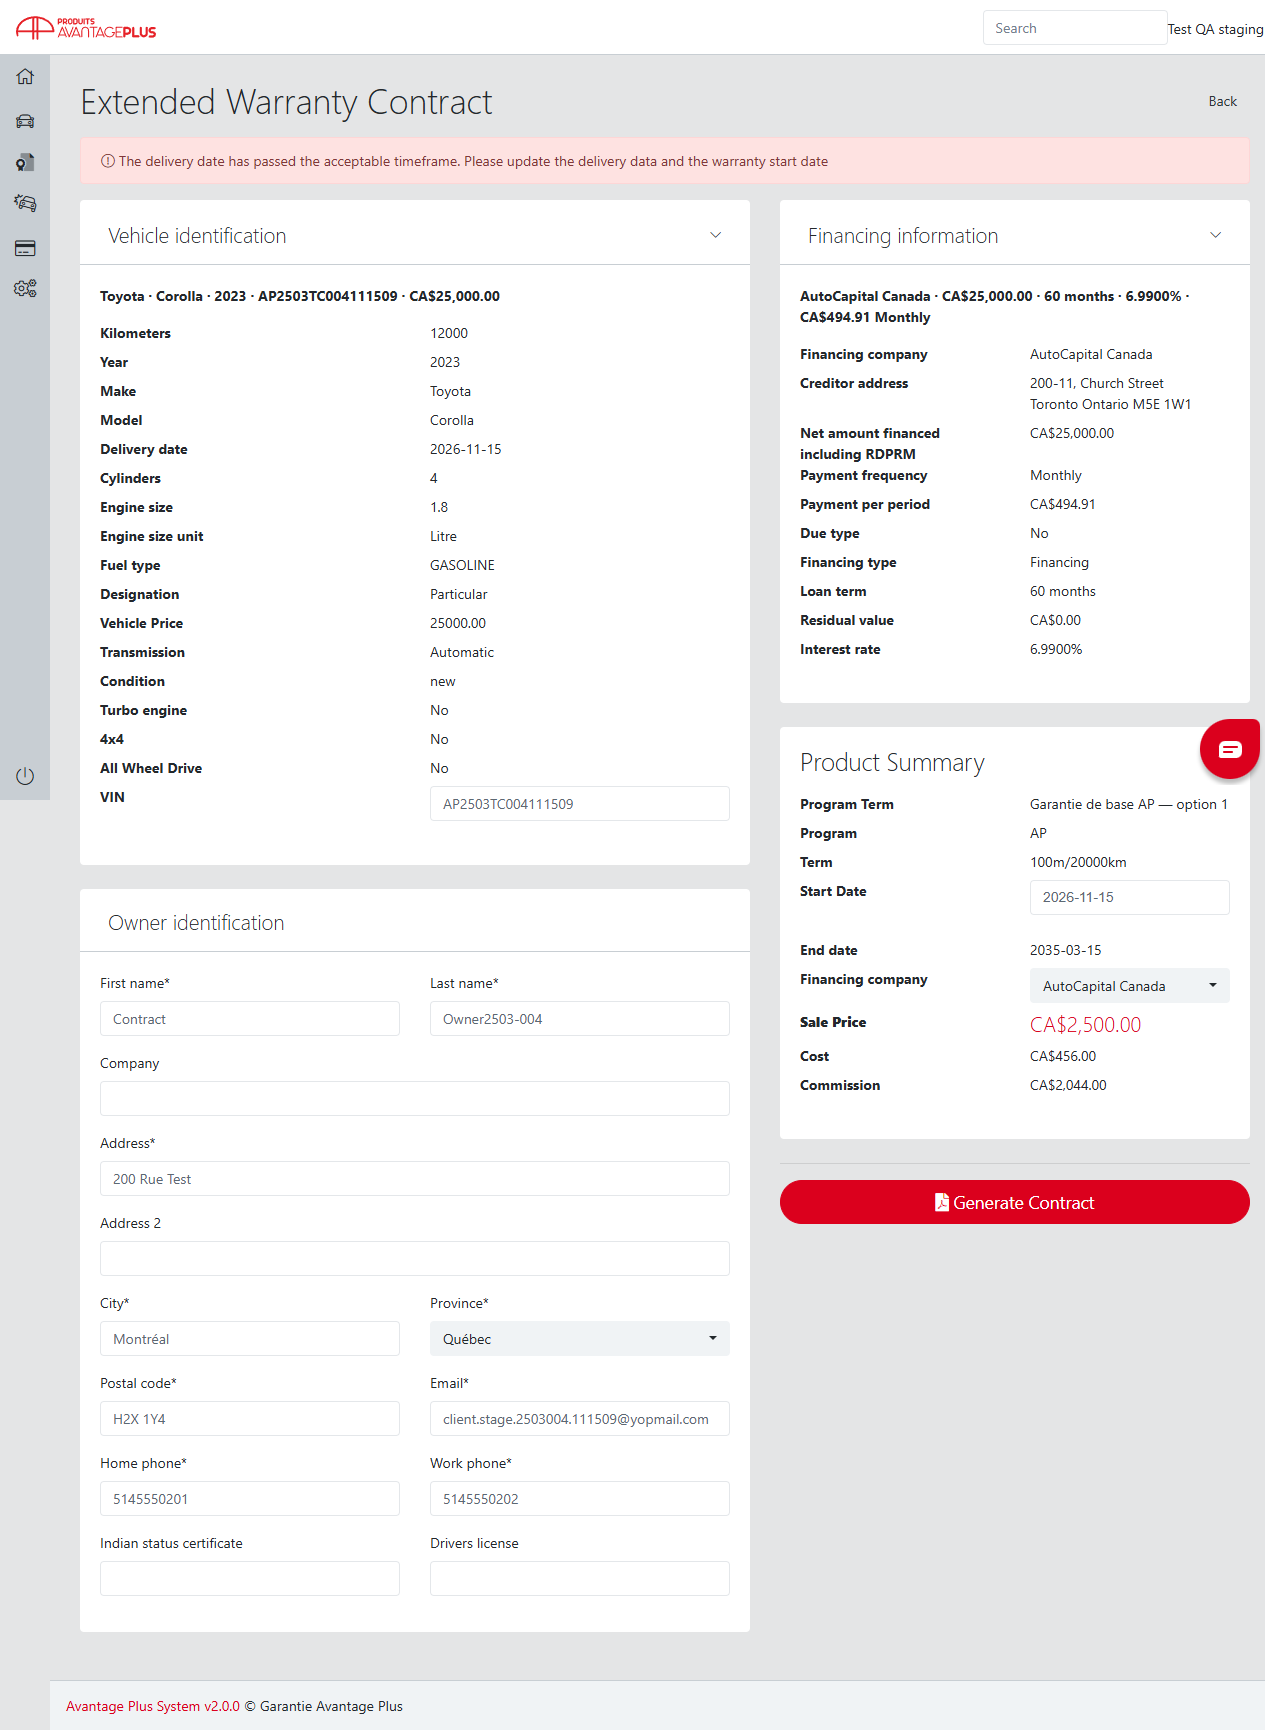 PRODUITS
AVANTAGEPLUS
Search
Test QA staging
Extended Warranty Contract
Back
The delivery date has passed the acceptable timeframe. Please update the delivery data and the warranty start date
Vehicle identification
Toyota · Corolla · 2023 · AP2503TC004111509 · CA$25,000.00
Kilometers 12000
Year 2023
Make Toyota
Model Corolla
Delivery date 2026-11-15
Cylinders 4
Engine size 1.8
Engine size unit Litre
Fuel type GASOLINE
Designation Particular
Vehicle Price 25000.00
Transmission Automatic
Condition new
Turbo engine No
4x4 No
All Wheel Drive No
VIN AP2503TC004111509
Owner identification
First name* Last name*
Contract Owner2503-004
Company
Address*
200 Rue Test
Address 2
City* Province*
Montréal Québec
Postal code* Email*
H2X 1Y4 client.stage.2503004.111509@yopmail.com
Home phone* Work phone*
5145550201 5145550202
Indian status certificate Drivers license
Financing information
AutoCapital Canada · CA$25,000.00 · 60 months · 6.9900% ·
CA$494.91 Monthly
Financing company AutoCapital Canada
Creditor address 200-11, Church Street
Toronto Ontario M5E 1W1
Net amount financed CA$25,000.00
including RDPRM
Payment frequency Monthly
Payment per period CA$494.91
Due type No
Financing type Financing
Loan term 60 months
Residual value CA$0.00
Interest rate 6.9900%
Product Summary
Program Term Garantie de base AP — option 1
Program AP
Term 100m/20000km
Start Date 2026-11-15
End date 2035-03-15
Financing company AutoCapital Canada
Sale Price CA$2,500.00
Cost CA$456.00
Commission CA$2,044.00
Generate Contract
Avantage Plus System v2.0.0 © Garantie Avantage Plus